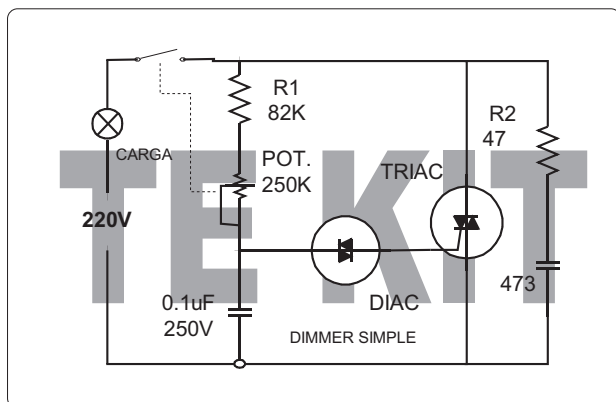 R1
82K
R2
47
CARGA
POT.
250K
TRIAC
TE KIT
220V
473
0.1uF
250V
DIAC
DIMMER SIMPLE